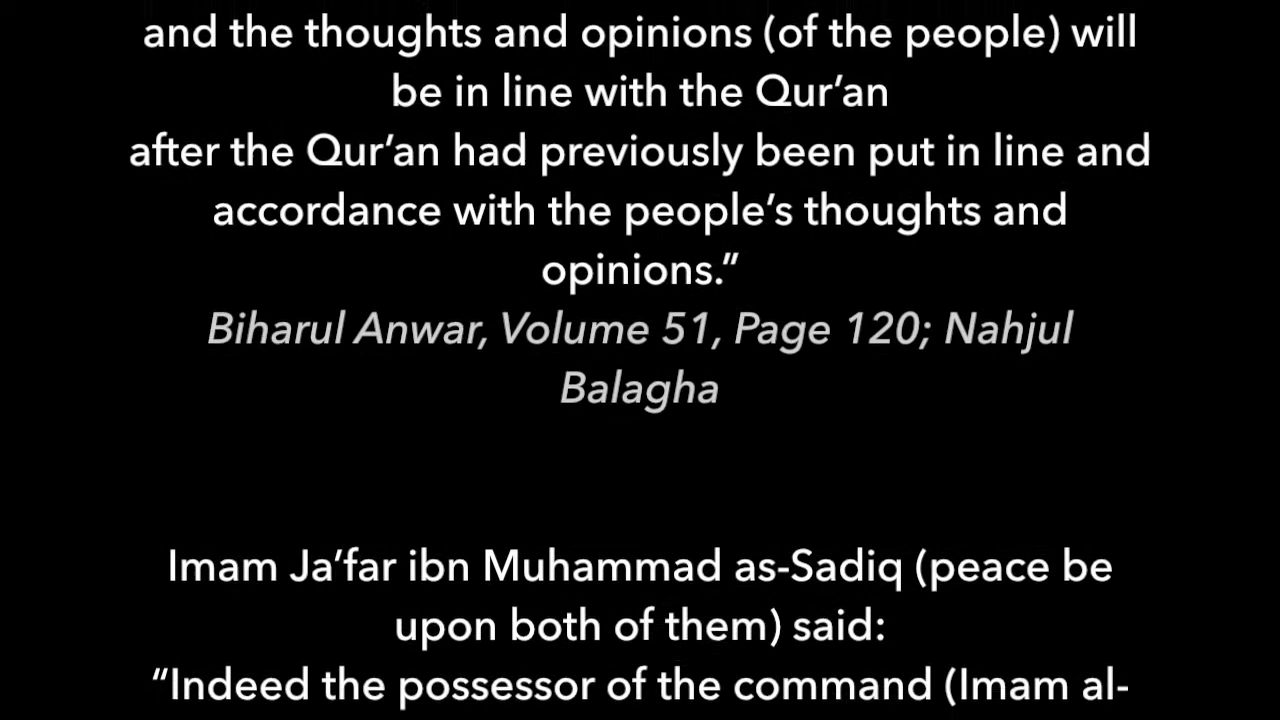 and the thoughts and opinions (of the people) will
be in line with the Qur’an
after the Qur’an had previously been put in line and
accordance with the people’s thoughts and
opinions.”
Biharul Anwar, Volume 51, Page 120; Nahjul
Balagha
Imam Ja’far ibn Muhammad as-Sadiq (peace be
upon both of them) said:
“Indeed the possessor of the command (Imam al-